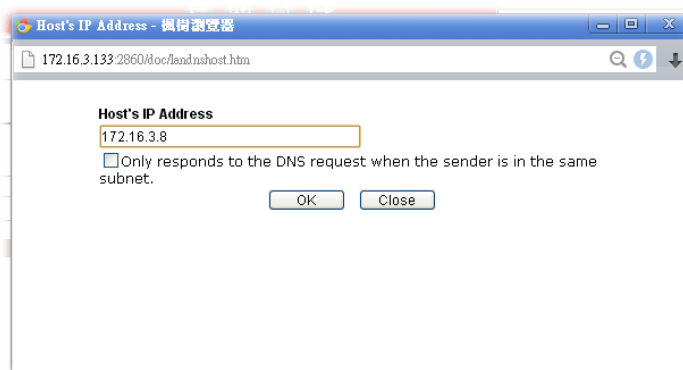 Host's IP Address - 楓樹瀏覽器
172.16.3.133:2860/doc/landnshost.htm
Host's IP Address
172.16.3.8
Only responds to the DNS request when the sender is in the same
subnet.
OK Close